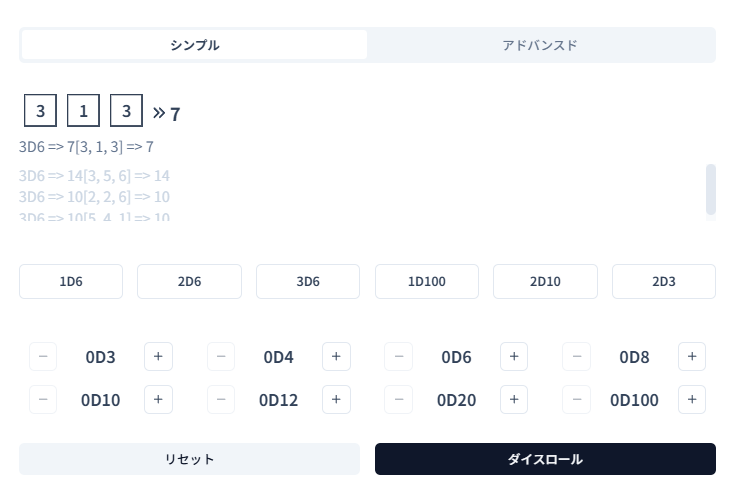 シンプル アドバンスド
3 1 3 » 7
3D6 => 7[3, 1, 3] => 7
3D6 => 14[3, 5, 6] => 14
3D6 => 10[2, 2, 6] => 10
3D6 => 10[5, 4, 1] => 10
1D6 2D6 3D6 1D100 2D10 2D3
− 0D3 + − 0D4 + − 0D6 + − 0D8 +
− 0D10 + − 0D12 + − 0D20 + − 0D100 +
リセット ダイスロール